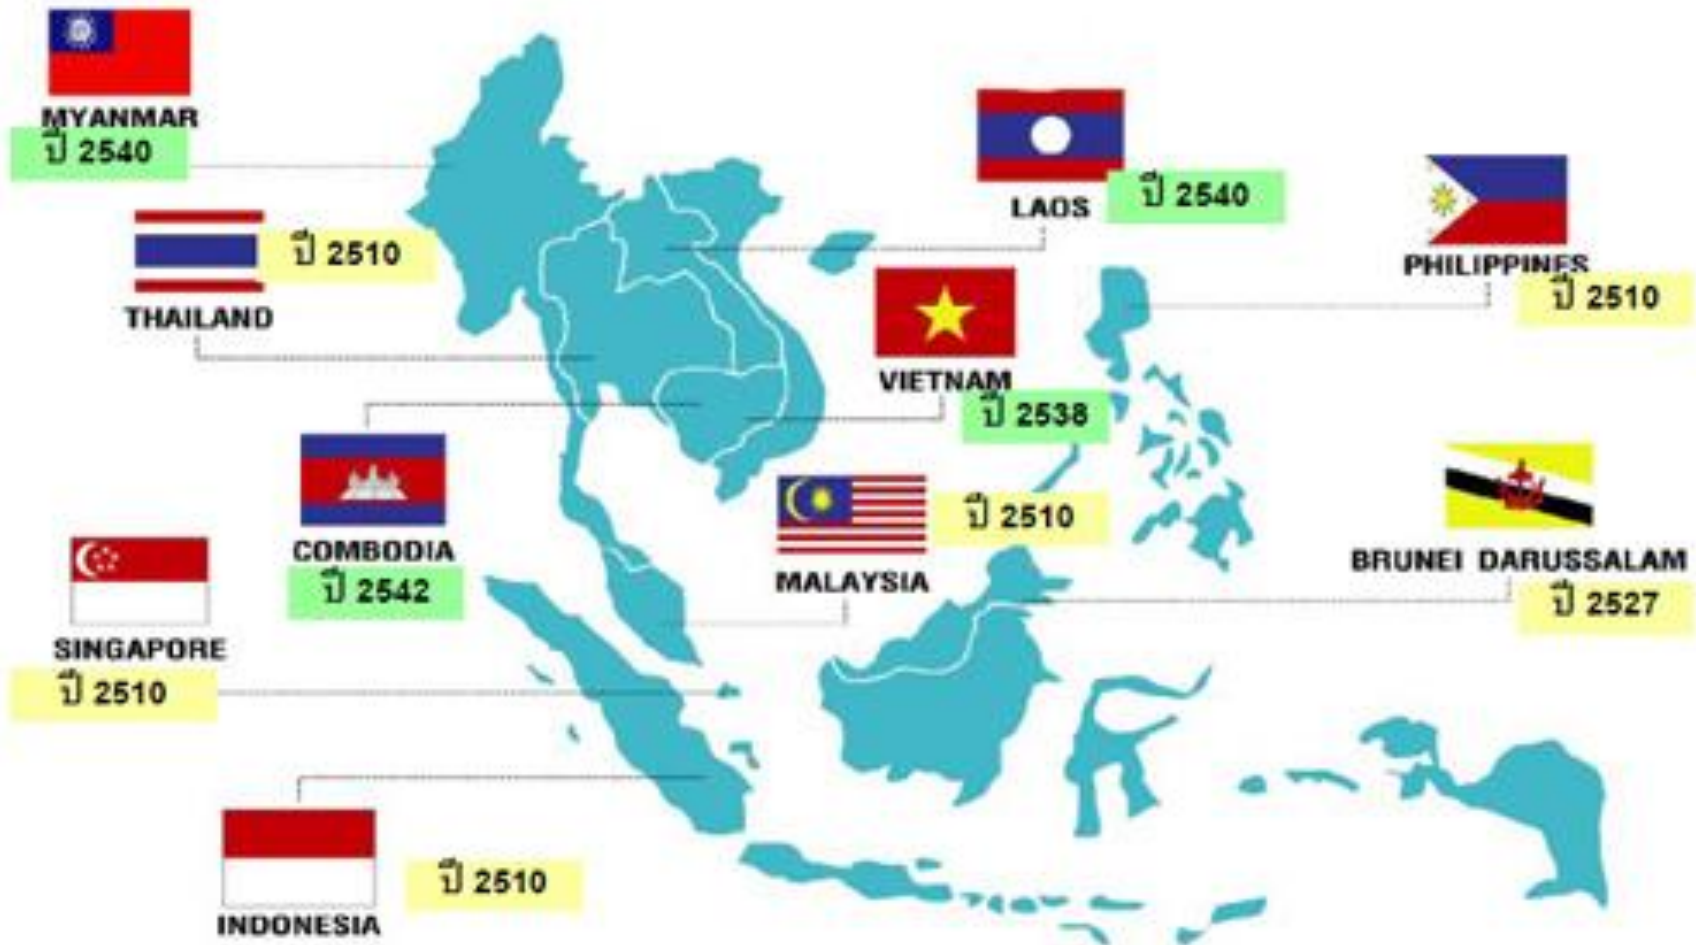 MYANMAR
ปี 2540
THAILAND
ปี 2510
LAOS
ปี 2540
PHILIPPINES
ปี 2510
VIETNAM
ปี 2538
COMBODIA
ปี 2542
MALAYSIA
ปี 2510
BRUNEI DARUSSALAM
ปี 2527
SINGAPORE
ปี 2510
INDONESIA
ปี 2510